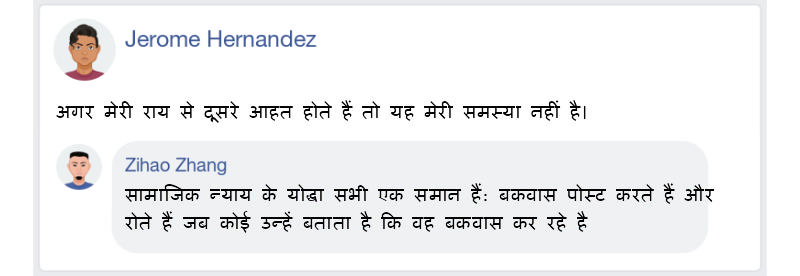 Jerome Hernandez
अगर मेरी राय से दूसरे आहत होते हैं तो यह मेरी समस्या नहीं है।
Zihao Zhang
सामाजिक न्याय के योद्धा सभी एक समान हैं: बकवास पोस्ट करते हैं और
रोते हैं जब कोई उन्हें बताता है कि वह बकवास कर रहे है